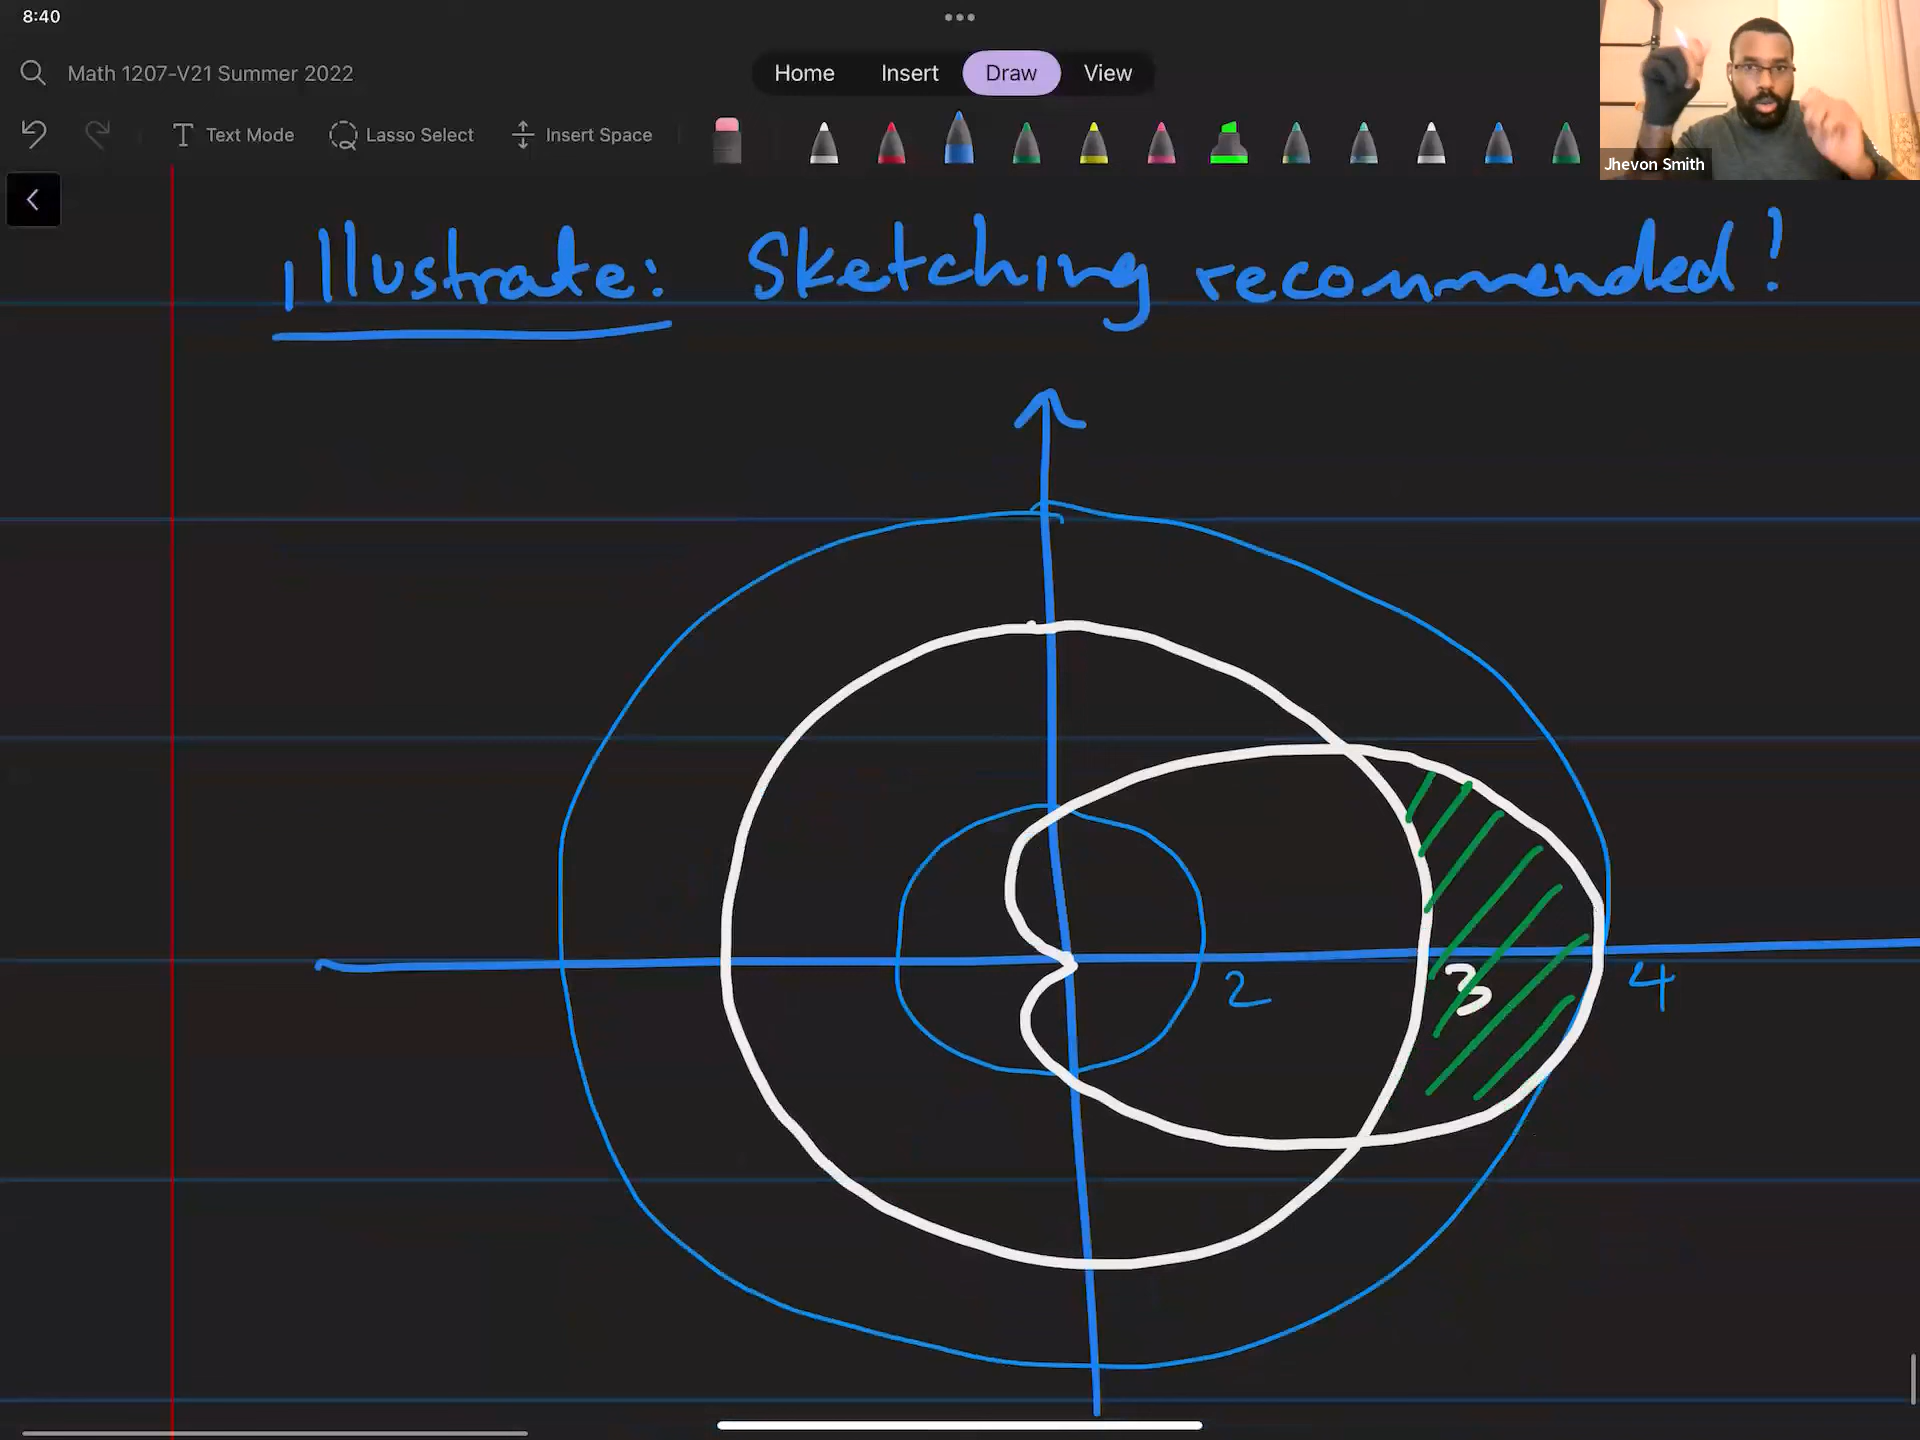 8:40
Math 1207-V21 Summer 2022
Home Insert Draw View
Text Mode Lasso Select Insert Space
Jhevon Smith
Illustrate: Sketching recommended!
2 3 4